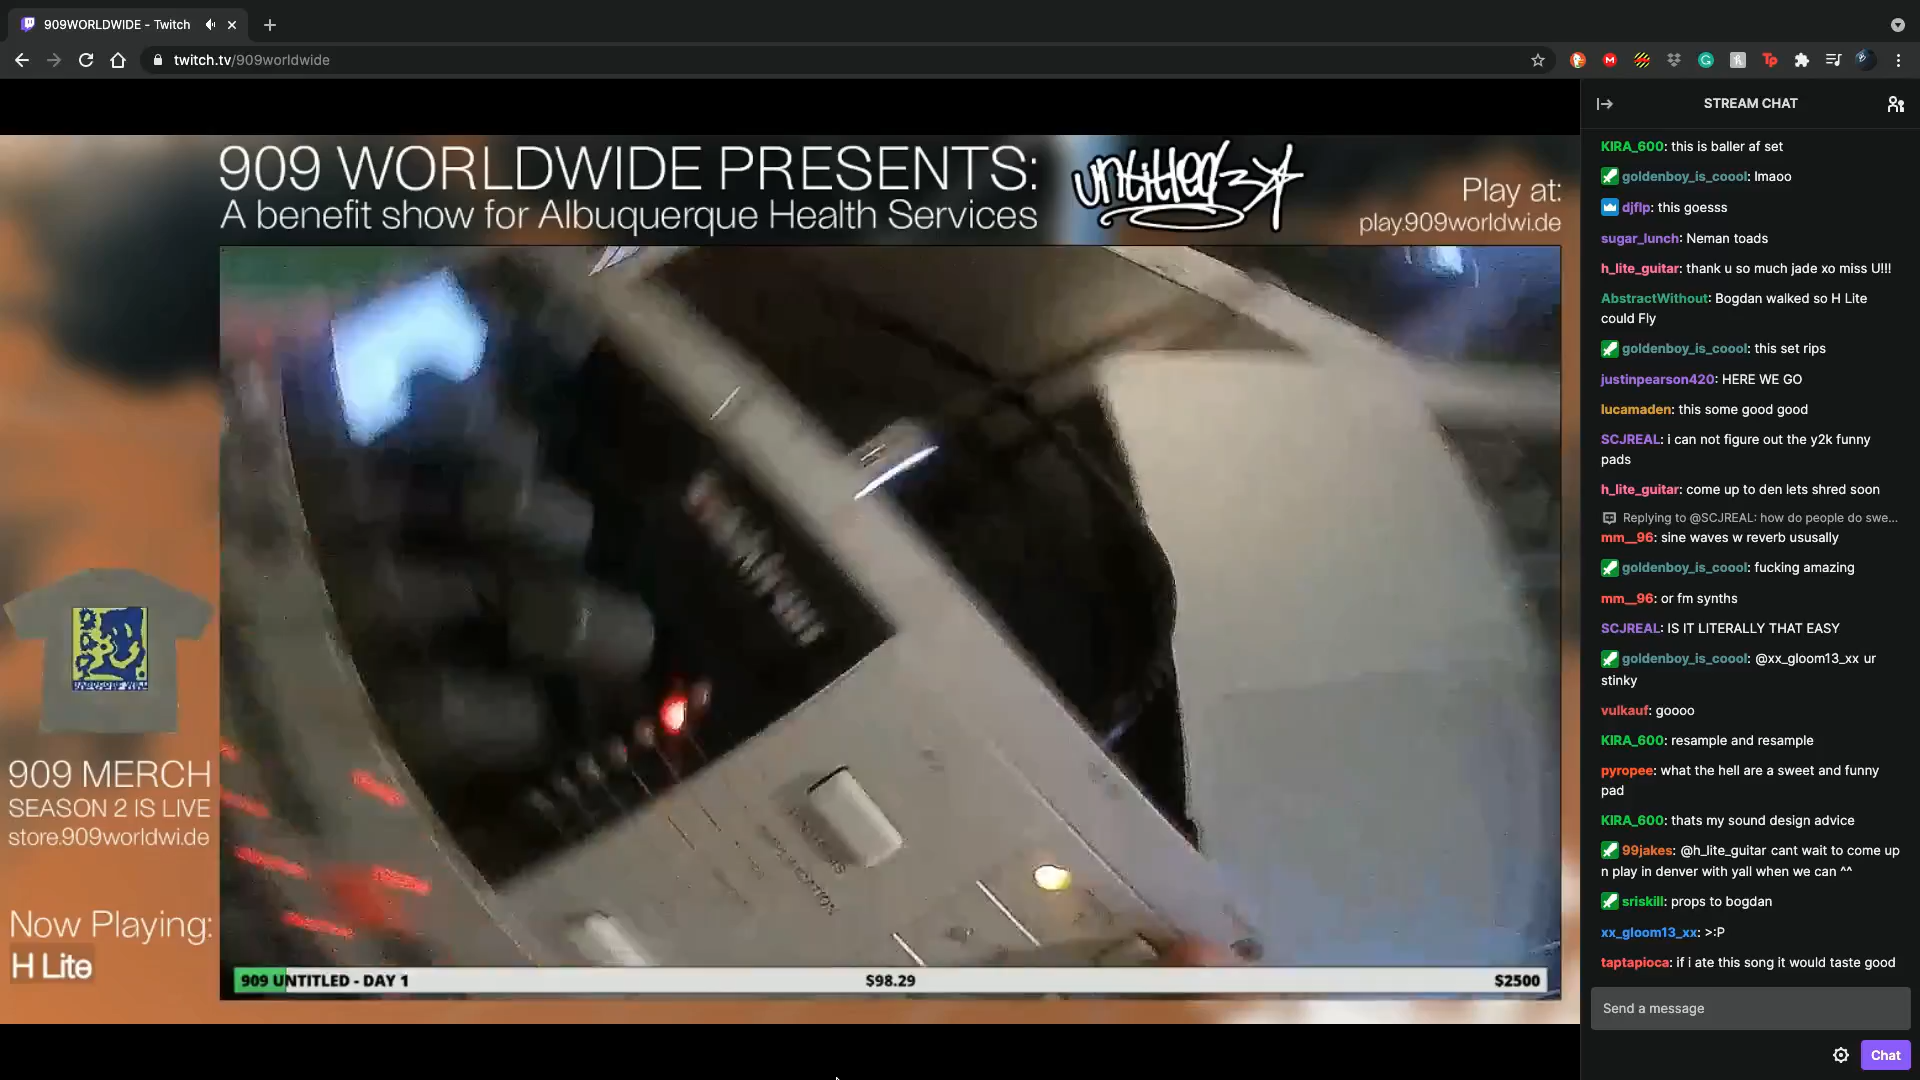 909WORLDWIDE - Twitch
twitch.tv/909worldwide
909 WORLDWIDE PRESENTS:
A benefit show for Albuquerque Health Services
untitled3
Play at:
play.909worldwi.de
909 MERCH
SEASON 2 IS LIVE
store.909worldwi.de
Now Playing:
H Lite
909 UNTITLED - DAY 1
$98.29
$2500
STREAM CHAT
KIRA_600: this is baller af set
goldenboy_is_coool: lmaoo
djflp: this goesss
sugar_lunch: Neman toads
h_lite_guitar: thank u so much jade xo miss U!!!
AbstractWithout: Bogdan walked so H Lite
could Fly
goldenboy_is_coool: this set rips
justinpearson420: HERE WE GO
lucamaden: this some good good
SCJREAL: i can not figure out the y2k funny
pads
h_lite_guitar: come up to den lets shred soon
Replying to @SCJREAL: how do people do swe...
mm__96: sine waves w reverb ususally
goldenboy_is_coool: fucking amazing
mm__96: or fm synths
SCJREAL: IS IT LITERALLY THAT EASY
goldenboy_is_coool: @xx_gloom13_xx ur
stinky
vulkauf: goooo
KIRA_600: resample and resample
pyropee: what the hell are a sweet and funny
pad
KIRA_600: thats my sound design advice
99jakes: @h_lite_guitar cant wait to come up
n play in denver with yall when we can ^^
sriskill: props to bogdan
xx_gloom13_xx: >:P
taptapioca: if i ate this song it would taste good
Send a message
Chat